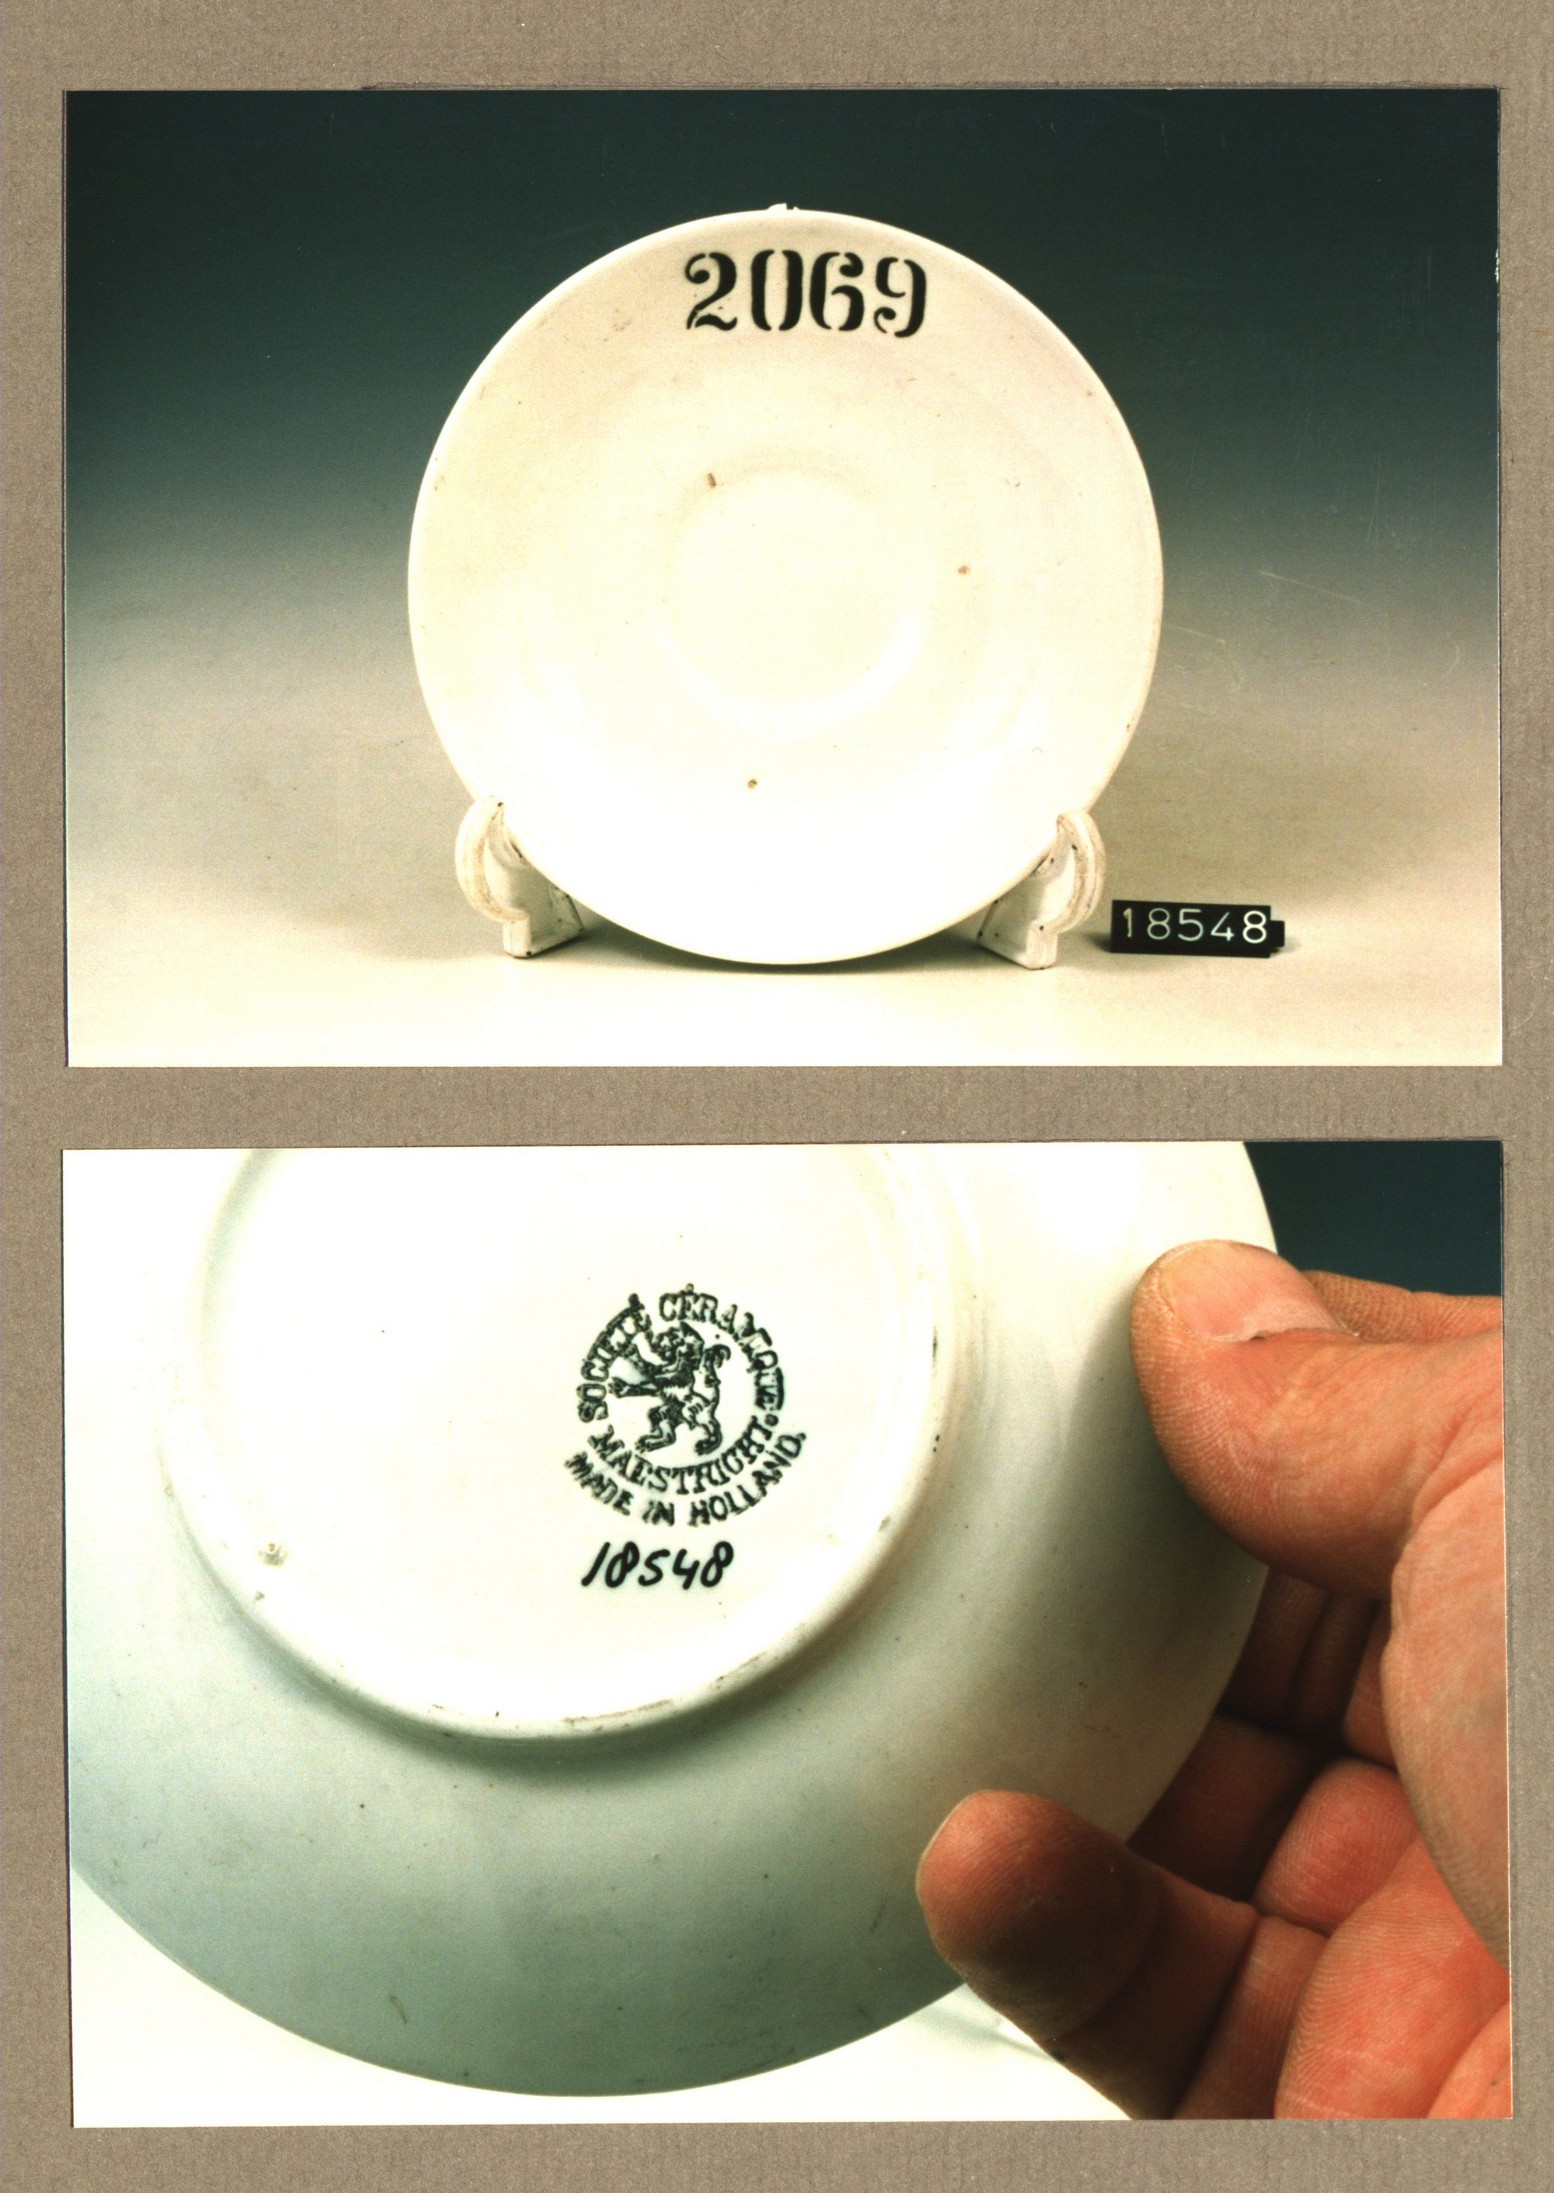 2069
18548
SOCIÉTÉ CÉRAMIQUE
MAESTRICHT.
MADE IN HOLLAND.
18548